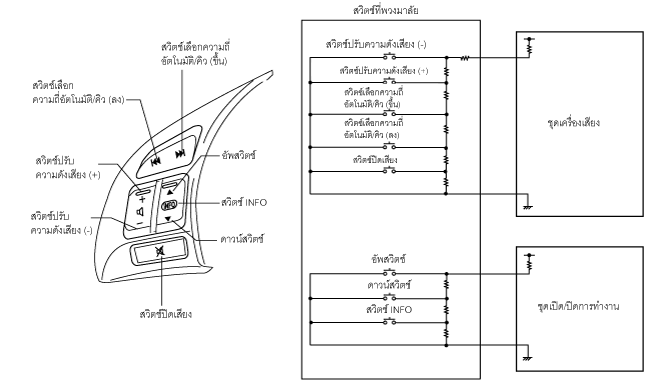 สวิตช์เลือกความถี่
อัตโนมัติ/คิว (ขึ้น)
สวิตช์เลือก
ความถี่อัตโนมัติ/คิว (ลง)
สวิตช์ปรับ
ความดังเสียง (+)
สวิตช์ปรับ
ความดังเสียง (-)
อัพสวิตช์
สวิตช์ INFO
ดาวน์สวิตช์
สวิตช์ปิดเสียง
+
INFO
-
สวิตช์ที่พวงมาลัย
สวิตช์ปรับความดังเสียง (-)
สวิตช์ปรับความดังเสียง (+)
สวิตช์เลือกความถี่
อัตโนมัติ/คิว (ขึ้น)
สวิตช์เลือกความถี่
อัตโนมัติ/คิว (ลง)
สวิตช์ปิดเสียง
ชุดเครื่องเสียง
อัพสวิตช์
ดาวน์สวิตช์
สวิตช์ INFO
ชุดเปิด/ปิดการทำงาน